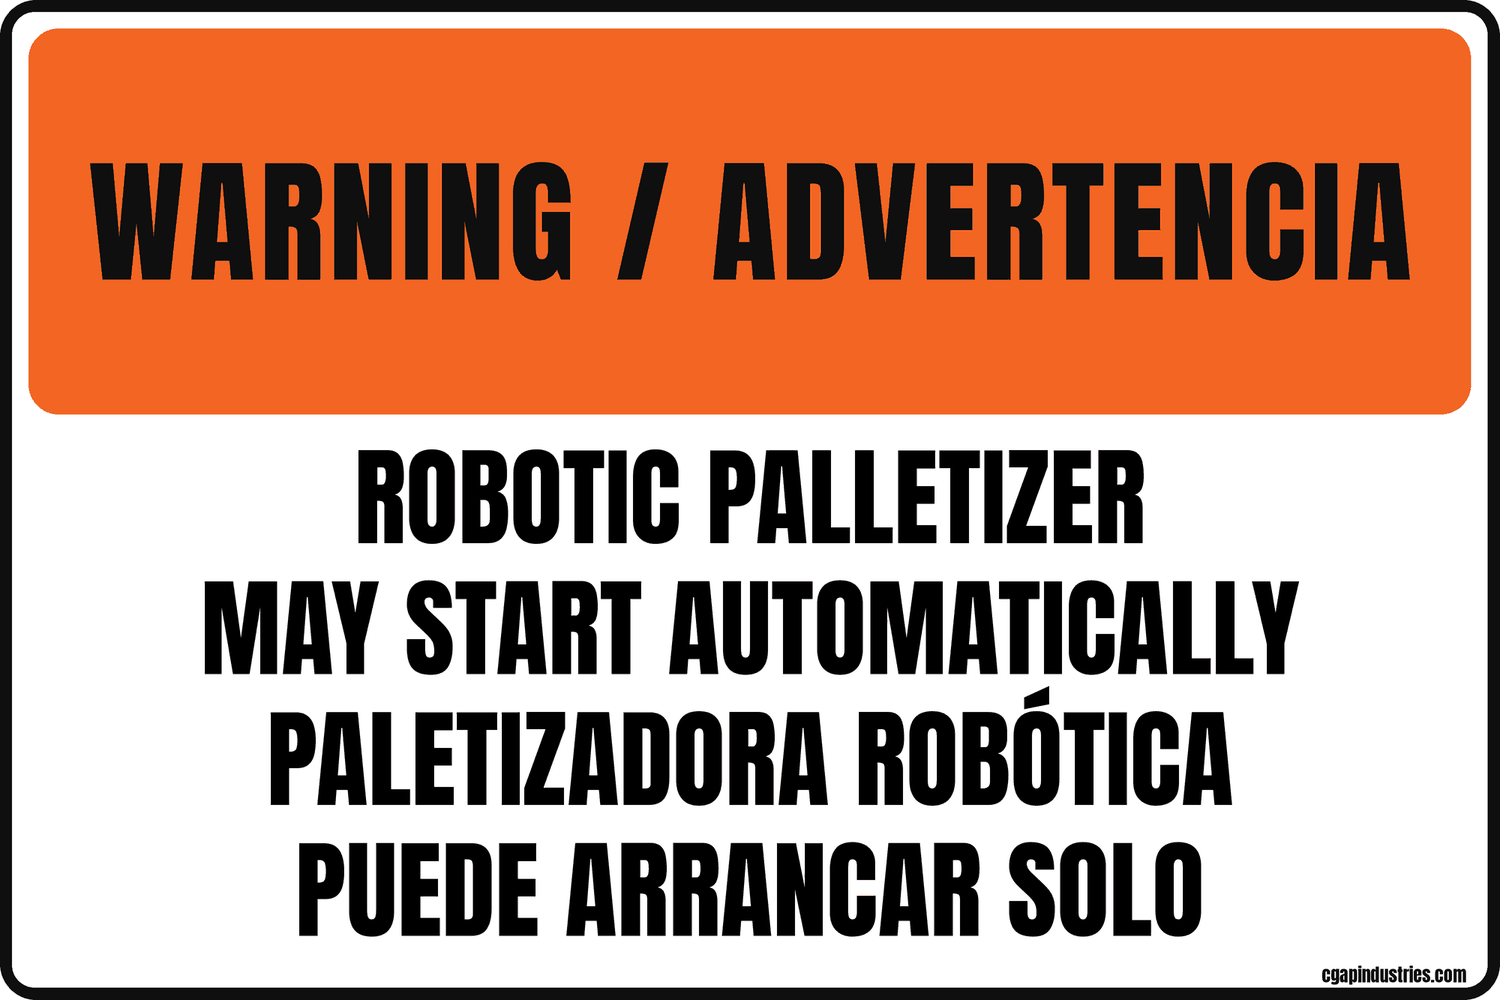 WARNING / ADVERTENCIA
ROBOTIC PALLETIZER
MAY START AUTOMATICALLY
PALETIZADORA ROBÓTICA
PUEDE ARRANCAR SOLO
cgapindustries.com